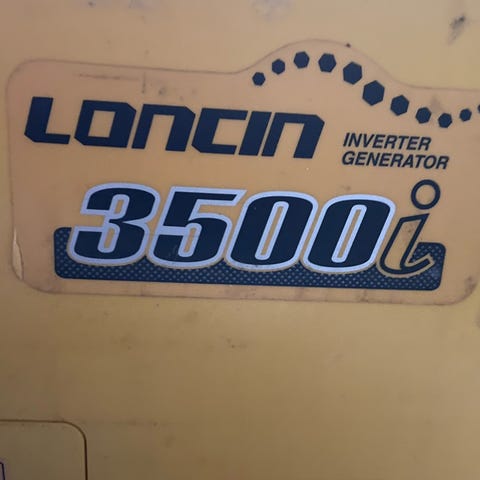 LONCIN
INVERTER
GENERATOR
3500i